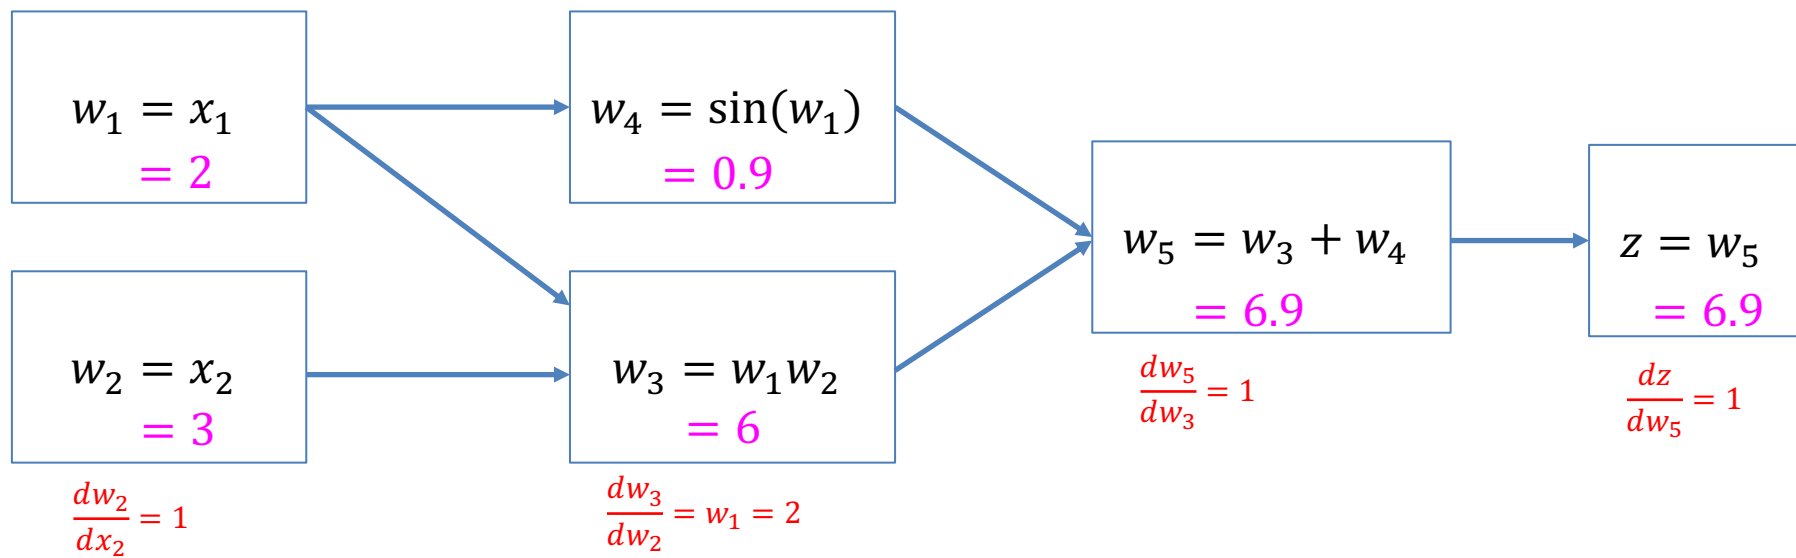 w₁ = x₁
= 2
w₄ = sin(w₁)
= 0.9
w₂ = x₂
= 3
dw₂/dx₂ = 1
w₃ = w₁w₂
= 6
dw₃/dw₂ = w₁ = 2
w₅ = w₃ + w₄
= 6.9
dw₅/dw₃ = 1
z = w₅
= 6.9
dz/dw₅ = 1